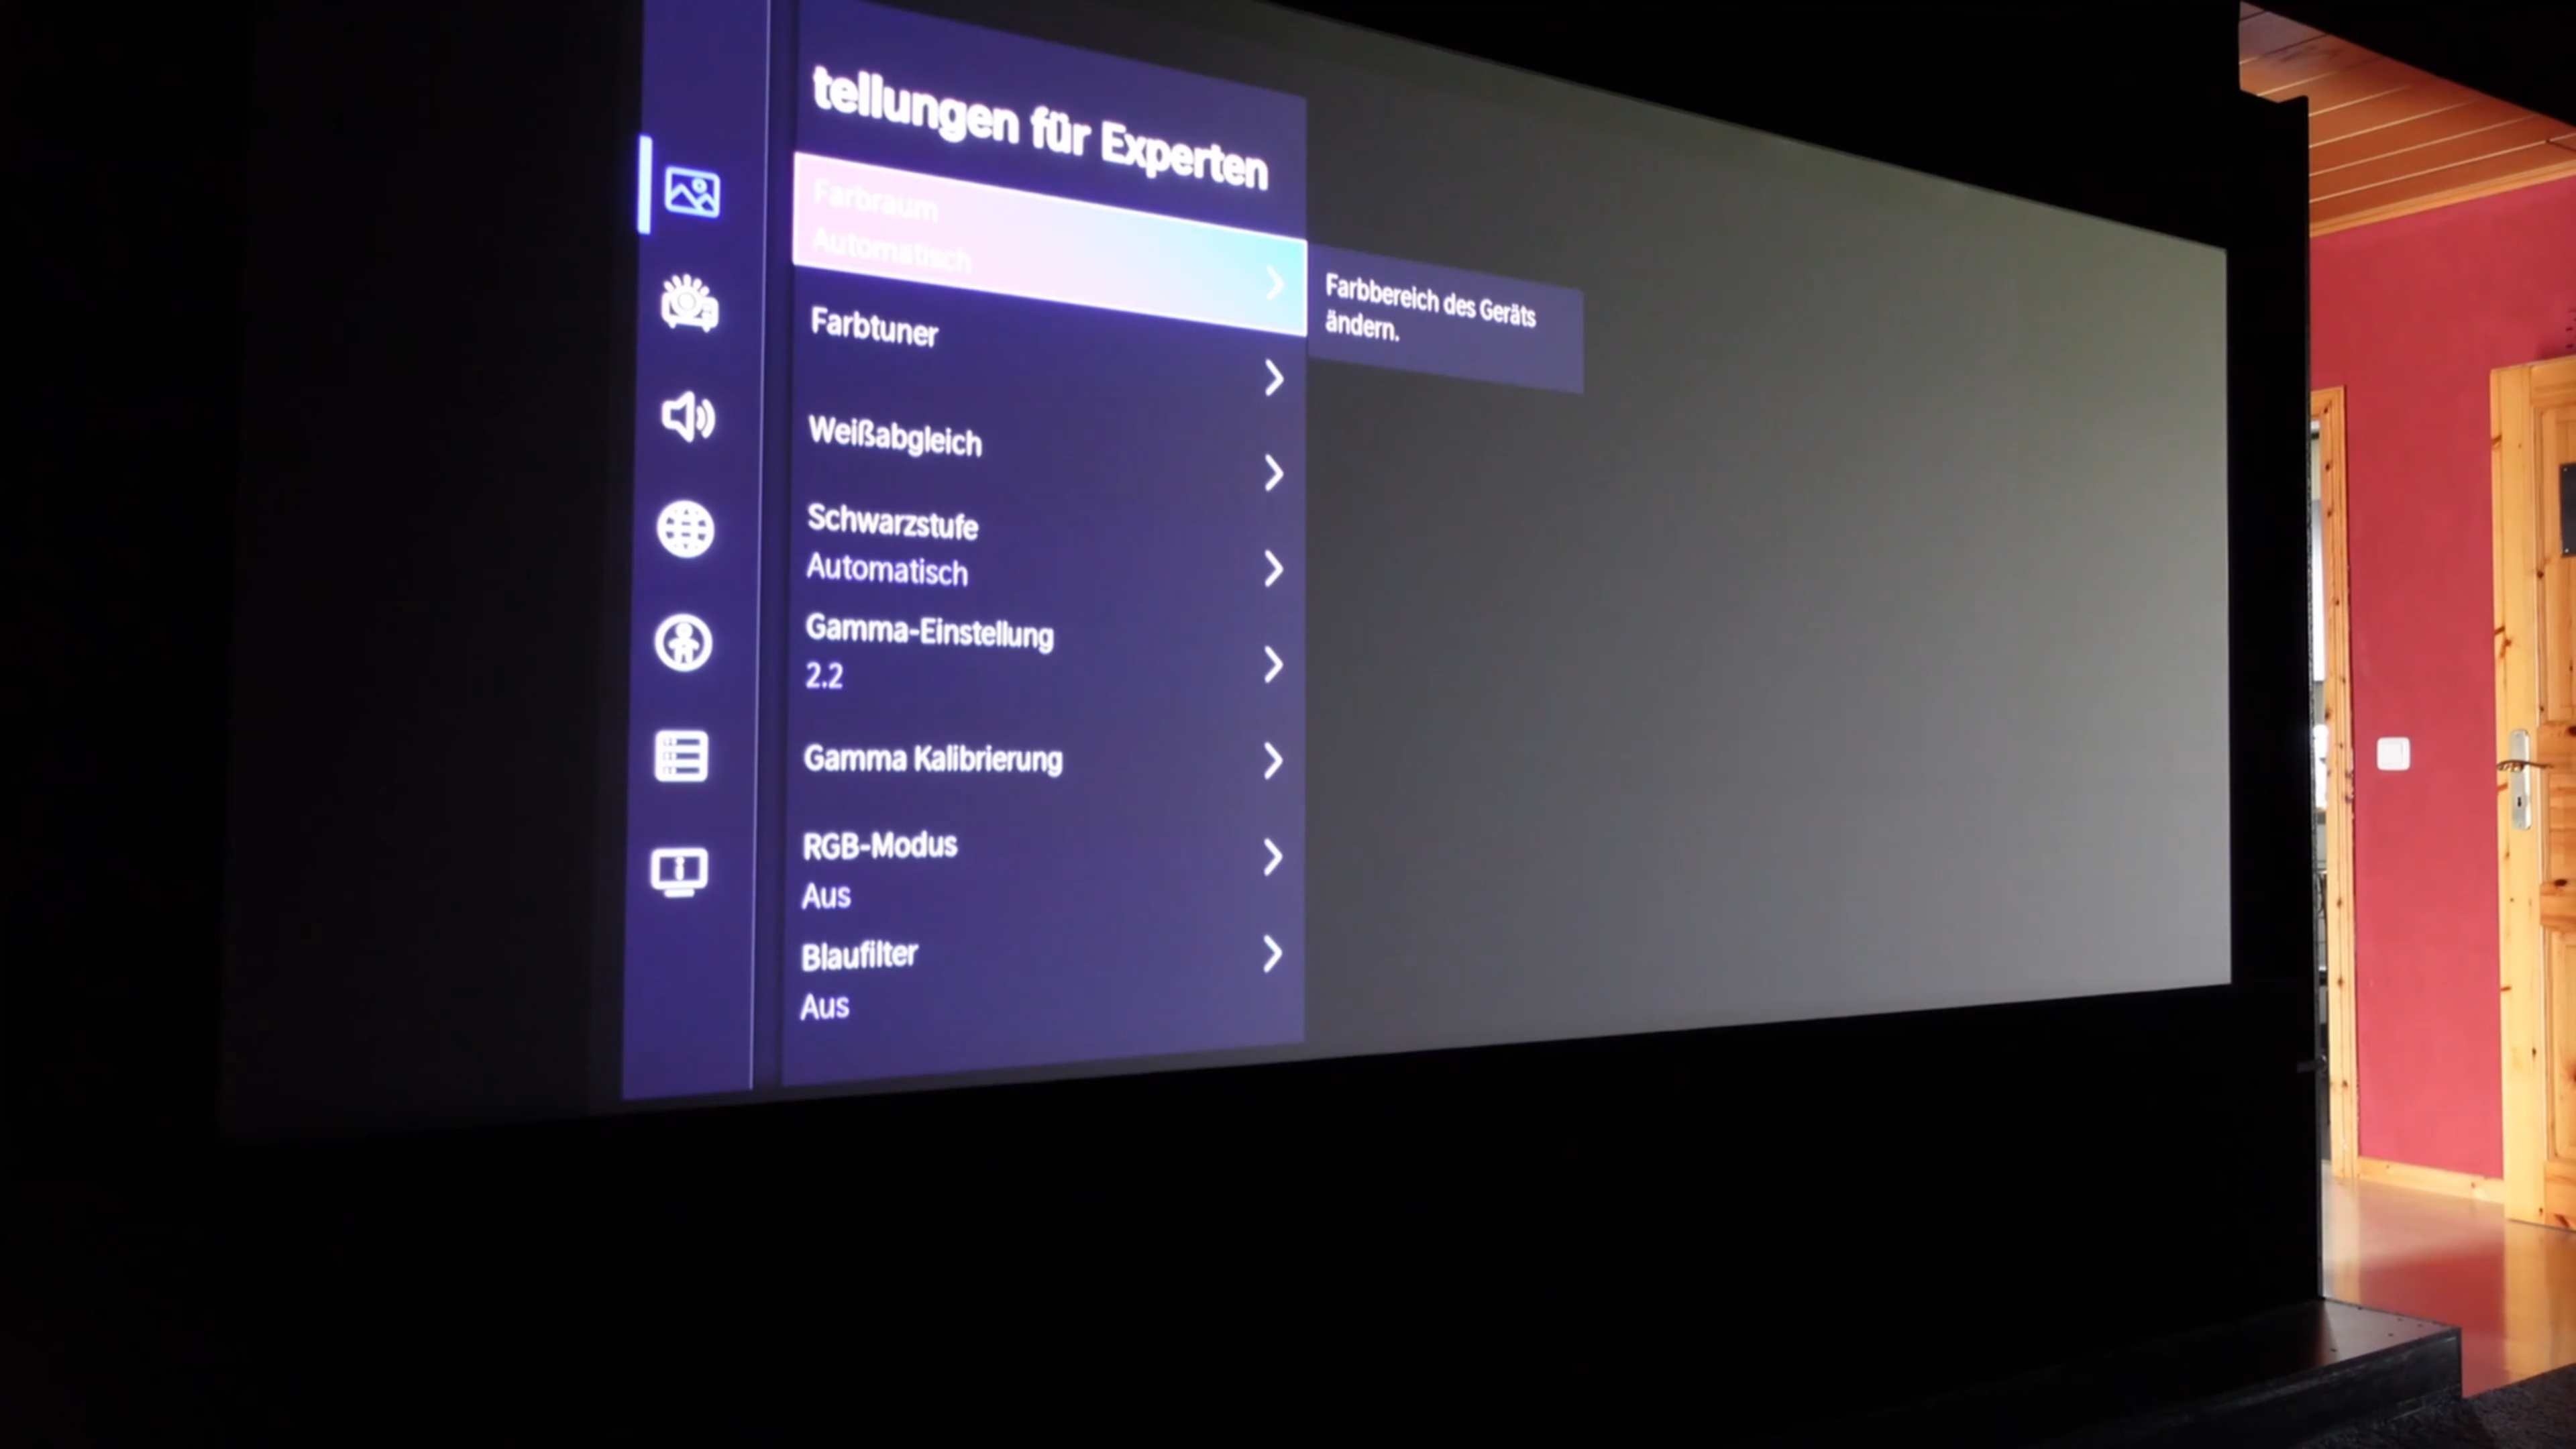 tellungen für Experten
Farbraum
Automatisch
Farbbereich des Geräts
ändern.
Farbtuner
Weißabgleich
Schwarzstufe
Automatisch
Gamma-Einstellung
2.2
Gamma Kalibrierung
RGB-Modus
Aus
Blaufilter
Aus